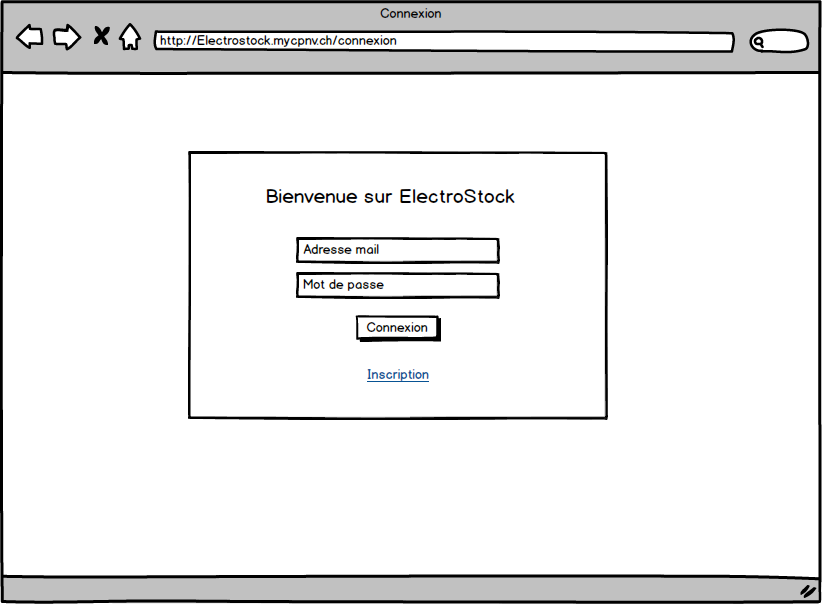 Connexion
http://Electrostock.mycpnv.ch/connexion
Bienvenue sur ElectroStock
Adresse mail
Mot de passe
Connexion
Inscription